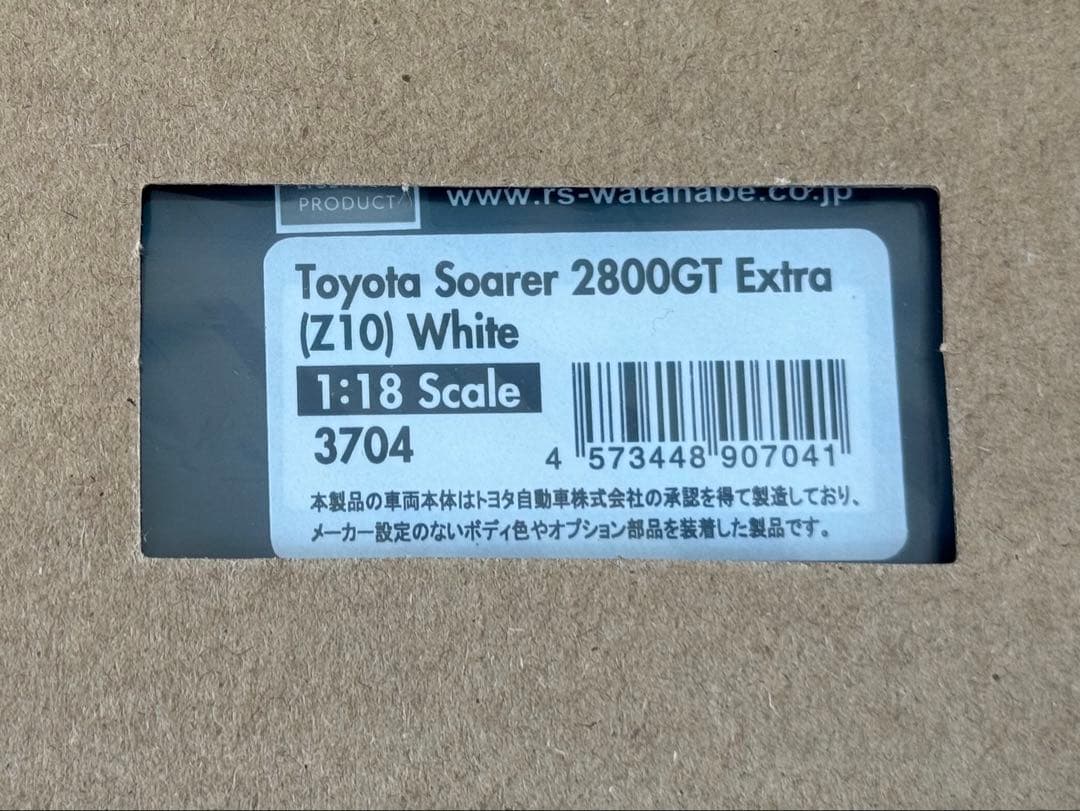 PRODUCT
www.rs-watanabe.co.jp
Toyota Soarer 2800GT Extra
(Z10) White
1:18 Scale
3704
4 573448 907041
本製品の車両本体はトヨタ自動車株式会社の承認を得て製造しており、
メーカー設定のないボディ色やオプション部品を装着した製品です。